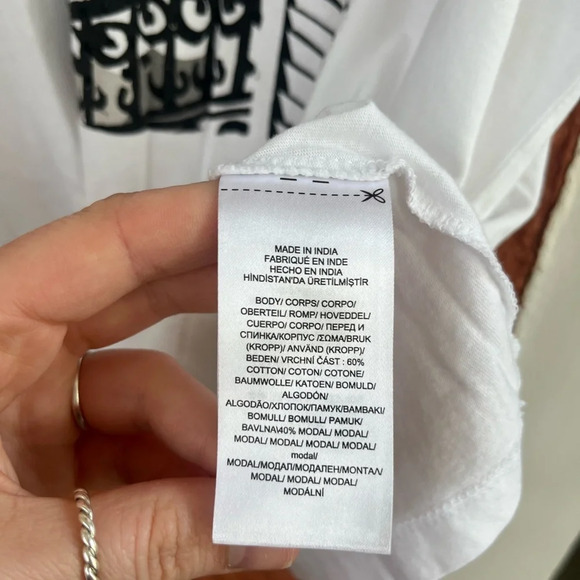 MADE IN INDIA
FABRIQUÉ EN INDE
HECHO EN INDIA
HİNDİSTAN'DA ÜRETİLMİŞTİR
BODY/ CORPS/ CORPO/
OBERTEIL/ ROMP/ HOVEDDEL/
CUERPO/ CORPO/ ПЕРЕД И
СПИНКА/КОРПУС /ΣΩΜΑ/BRUK
(KROPP)/ ANVÄND (KROPP)/
BEDEN/ VRCHNÍ ČÁST : 60%
COTTON/ COTON/ COTONE/
BAUMWOLLE/ KATOEN/ BOMULD/
ALGODÓN/
ALGODÃO/ХЛОПОК/ПАМУК/BAMBAKI/
BOMULL/ BOMULL/ PAMUK/
BAVLNA\40% MODAL/ MODAL/
MODAL/ MODAL/ MODAL/ MODAL/
modal/
MODAL/МОДАЛ/МОДАЛЕН/MONTAΛ/
MODAL/ MODAL/ MODAL/
MODÁLNÍ